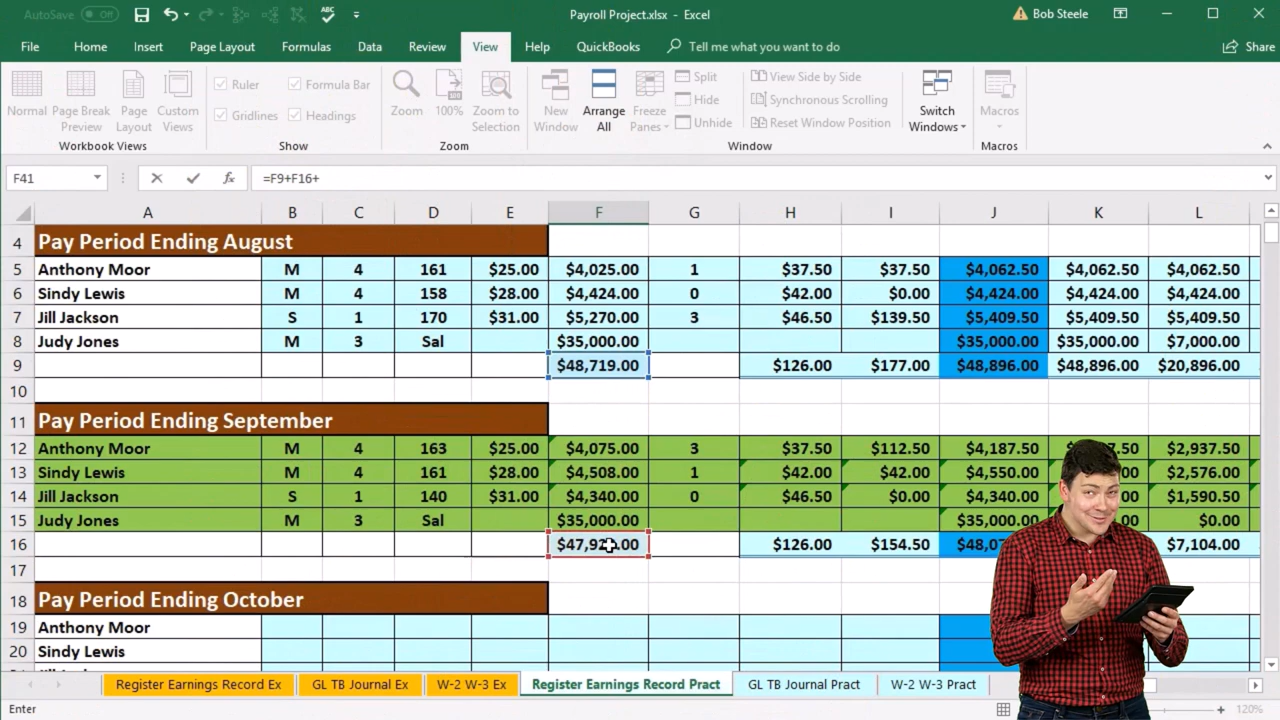 AutoSave Off Payroll Project.xlsx - Excel Bob Steele
File Home Insert Page Layout Formulas Data Review View Help QuickBooks Tell me what you want to do Share
Normal Page Break Preview Page Layout Custom Views
Workbook Views
Ruler Formula Bar
Gridlines Headings
Show
Zoom 100% Zoom to Selection
Zoom
New Window Arrange All Freeze Panes
Split
Hide
Unhide
View Side by Side
Synchronous Scrolling
Reset Window Position
Switch Windows
Window
Macros
Macros
F41 fx =F9+F16+
A B C D E F G H I J K L
4 Pay Period Ending August
5 Anthony Moor M 4 161 $25.00 $4,025.00 1 $37.50 $37.50 $4,062.50 $4,062.50 $4,062.50
6 Sindy Lewis M 4 158 $28.00 $4,424.00 0 $42.00 $0.00 $4,424.00 $4,424.00 $4,424.00
7 Jill Jackson S 1 170 $31.00 $5,270.00 3 $46.50 $139.50 $5,409.50 $5,409.50 $5,409.50
8 Judy Jones M 3 Sal $35,000.00 $35,000.00 $35,000.00 $7,000.00
9 $48,719.00 $126.00 $177.00 $48,896.00 $48,896.00 $20,896.00
10
11 Pay Period Ending September
12 Anthony Moor M 4 163 $25.00 $4,075.00 3 $37.50 $112.50 $4,187.50 $2,937.50
13 Sindy Lewis M 4 161 $28.00 $4,508.00 1 $42.00 $42.00 $4,550.00 $2,576.00
14 Jill Jackson S 1 140 $31.00 $4,340.00 0 $46.50 $0.00 $4,340.00 $1,590.50
15 Judy Jones M 3 Sal $35,000.00 $35,000.00 $0.00
16 $126.00 $154.50 $7,104.00
17
18 Pay Period Ending October
19 Anthony Moor
20 Sindy Lewis
Register Earnings Record Ex GL TB Journal Ex W-2 W-3 Ex Register Earnings Record Pract GL TB Journal Pract W-2 W-3 Pract
Enter 120%